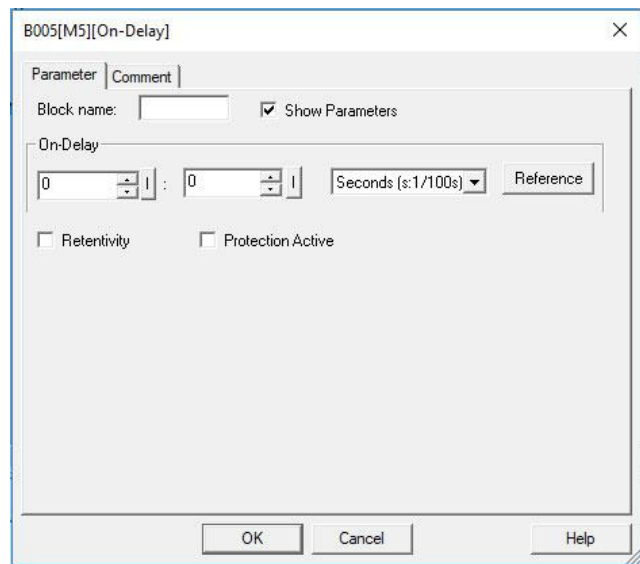 B005[M5][On-Delay]
Parameter Comment
Block name: Show Parameters
On-Delay
0 : 0 Seconds (s:1/100s) Reference
Retentivity Protection Active
OK Cancel Help